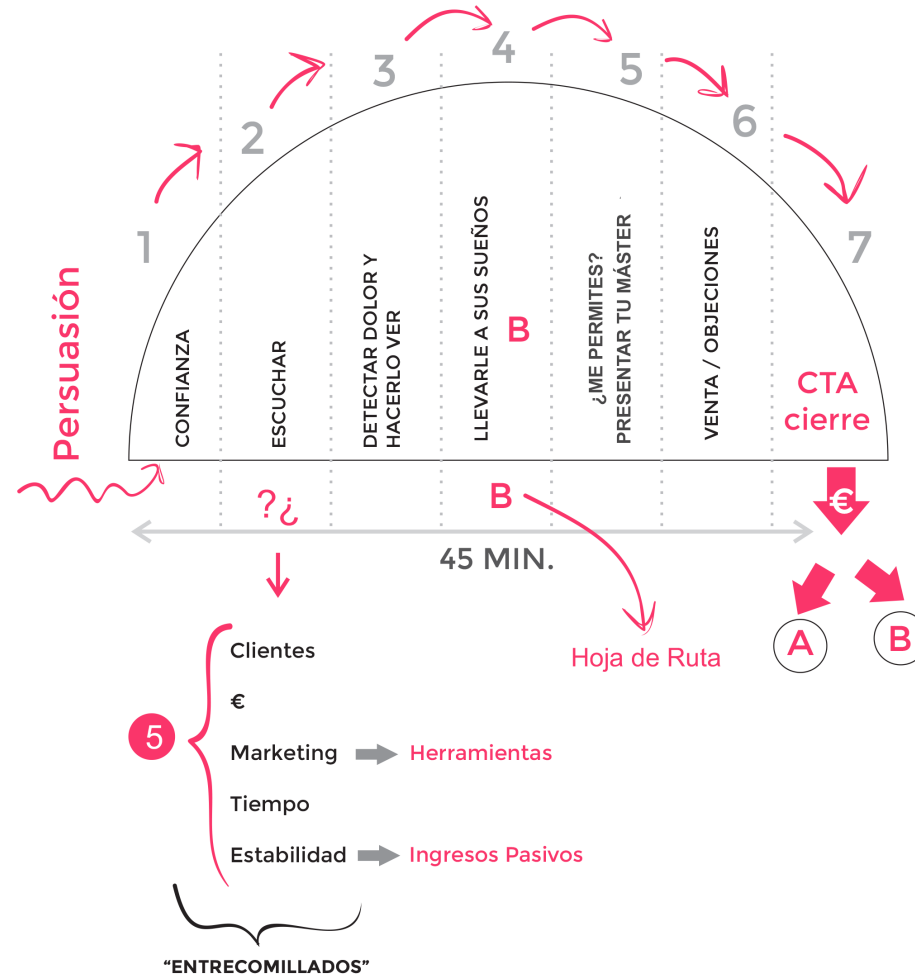 1
2
3
4
5
6
7
Persuasión
CONFIANZA
ESCUCHAR
DETECTAR DOLOR Y
HACERLO VER
LLEVARLE A SUS SUEÑOS
B
¿ME PERMITES?
PRESENTAR TU MÁSTER
VENTA / OBJECIONES
CTA
cierre
?¿
B
€
45 MIN.
A
B
Hoja de Ruta
5
Clientes
€
Marketing
Herramientas
Tiempo
Estabilidad
Ingresos Pasivos
“ENTRECOMILLADOS”